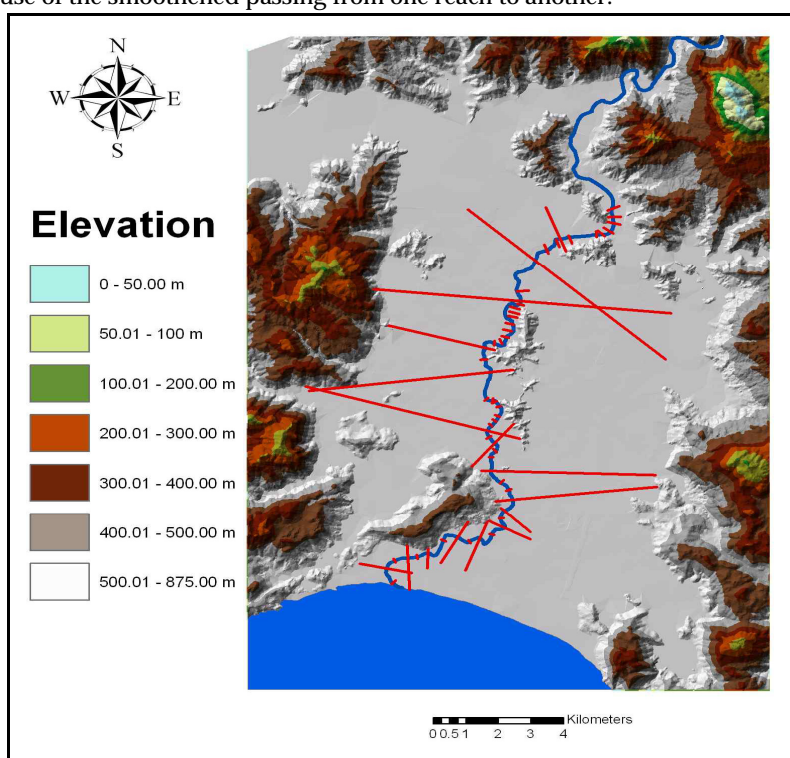 use of the smoothened passing from one reach to another.
N
W E
S
Elevation
0 - 50.00 m
50.01 - 100 m
100.01 - 200.00 m
200.01 - 300.00 m
300.01 - 400.00 m
400.01 - 500.00 m
500.01 - 875.00 m
Kilometers
0 0.5 1 2 3 4